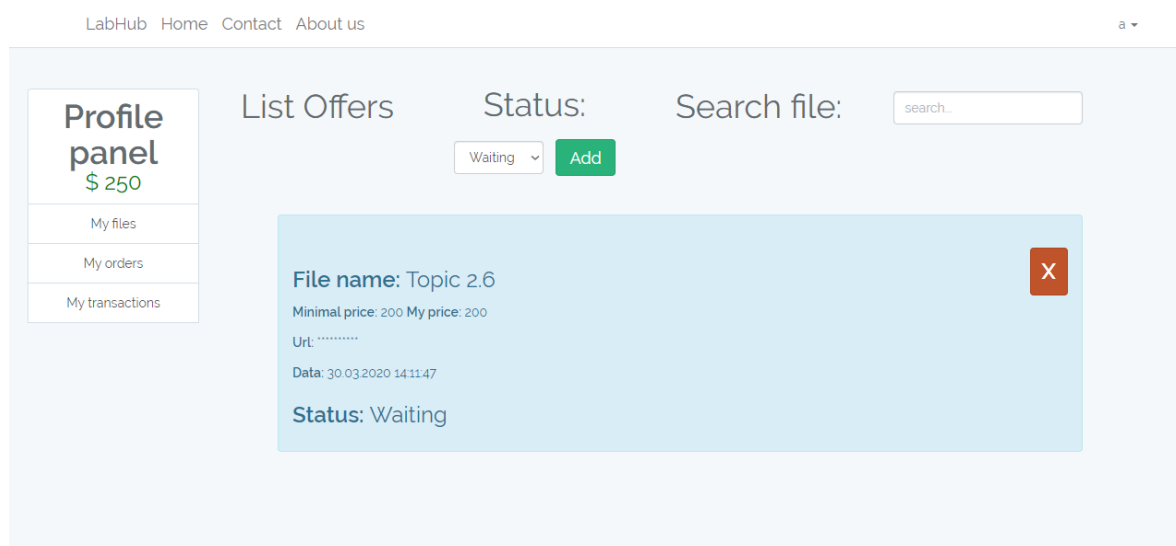 LabHub Home Contact About us
a
Profile
panel
$ 250
My files
My orders
My transactions
List Offers
Status:
Waiting
Add
Search file:
search...
X
File name: Topic 2.6
Minimal price: 200 My price: 200
Url: **********
Data: 30.03.2020 14:11:47
Status: Waiting